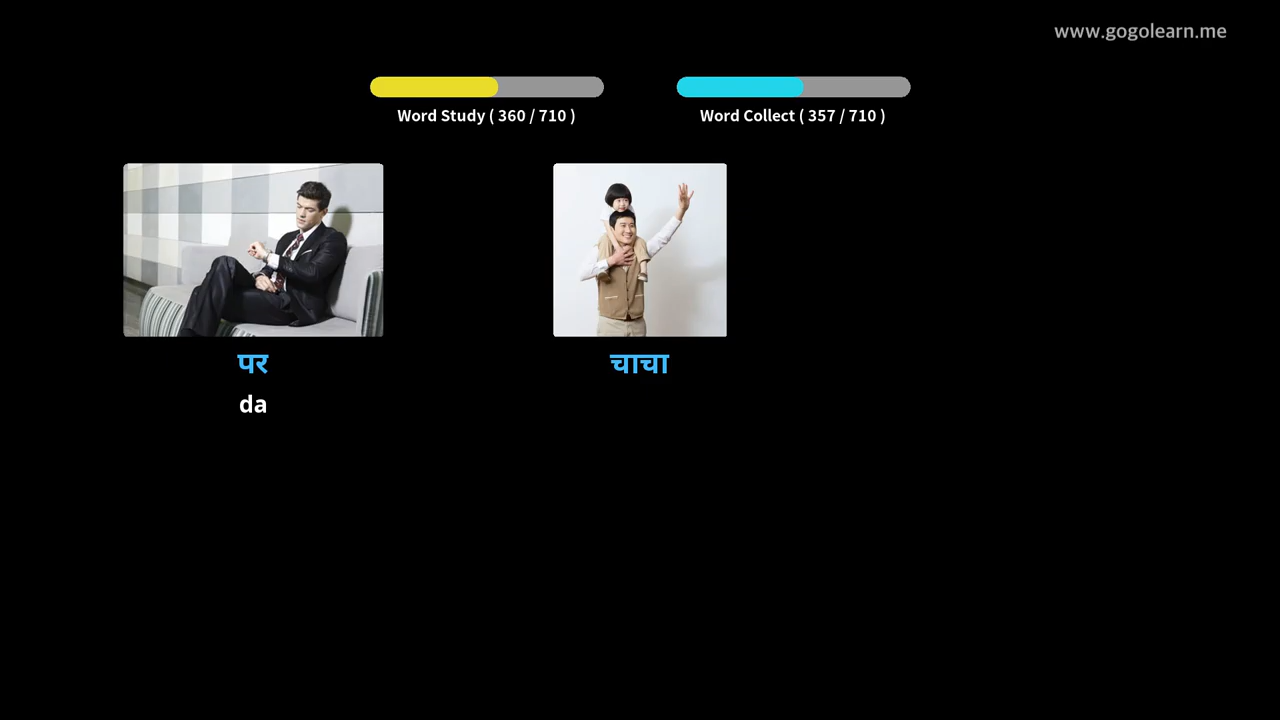 www.gogolearn.me
Word Study ( 360 / 710 )
Word Collect ( 357 / 710 )
पर
चाचा
da